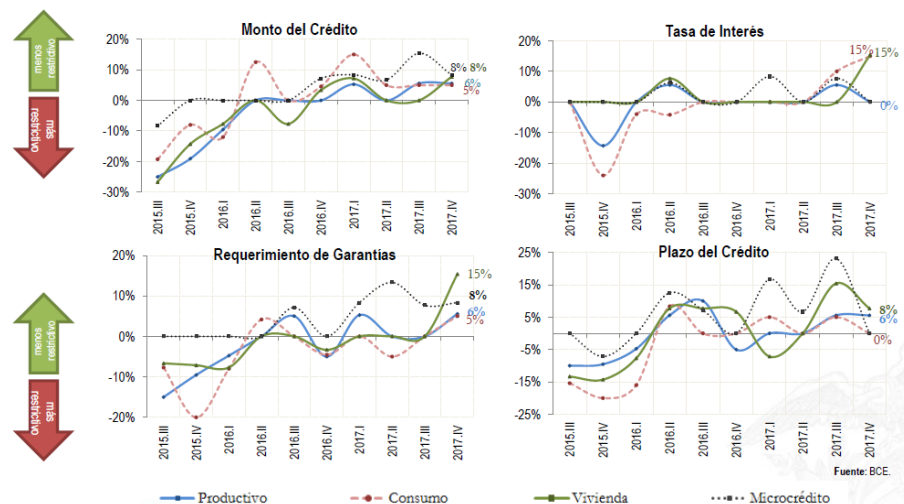 menos restrictivo
más restrictivo
Monto del Crédito
20%
10%
0%
-10%
-20%
-30%
8% 8%
6%
5%
2015.III
2015.IV
2016.I
2016.II
2016.III
2016.IV
2017.I
2017.II
2017.III
2017.IV
Tasa de Interés
20%
10%
0%
-10%
-20%
-30%
15% 15%
0%
2015.III
2015.IV
2016.I
2016.II
2016.III
2016.IV
2017.I
2017.II
2017.III
2017.IV
menos restrictivo
más restrictivo
Requerimiento de Garantías
20%
10%
0%
-10%
-20%
15%
8%
6%
5%
2015.III
2015.IV
2016.I
2016.II
2016.III
2016.IV
2017.I
2017.II
2017.III
2017.IV
Plazo del Crédito
25%
15%
5%
-5%
-15%
-25%
8%
6%
0%
2015.III
2015.IV
2016.I
2016.II
2016.III
2016.IV
2017.I
2017.II
2017.III
2017.IV
Fuente: BCE.
Productivo
Consumo
Vivienda
Microcrédito